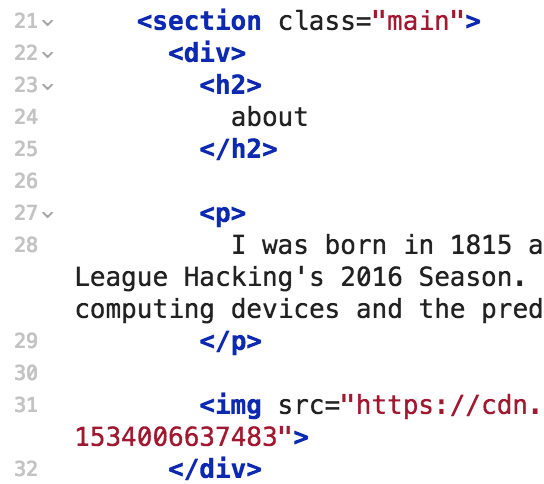 21 <section class="main">
22 <div>
23 <h2>
24 about
25 </h2>
26
27 <p>
28 I was born in 1815 a
League Hacking's 2016 Season.
computing devices and the pred
29 </p>
30
31 <img src="https://cdn.
1534006637483">
32 </div>